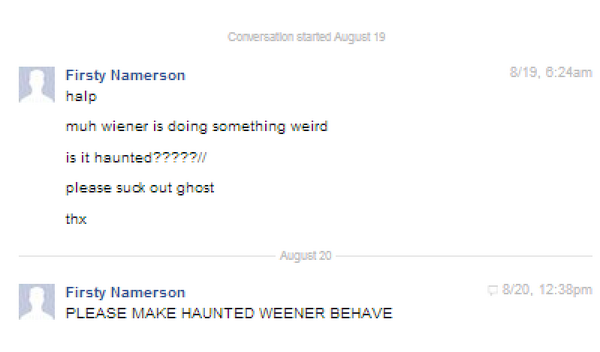 Conversation started August 19
Firsty Namerson 8/19, 6:24am
halp
muh wiener is doing something weird
is it haunted?????//
please suck out ghost
thx
August 20
Firsty Namerson 8/20, 12:38pm
PLEASE MAKE HAUNTED WEENER BEHAVE